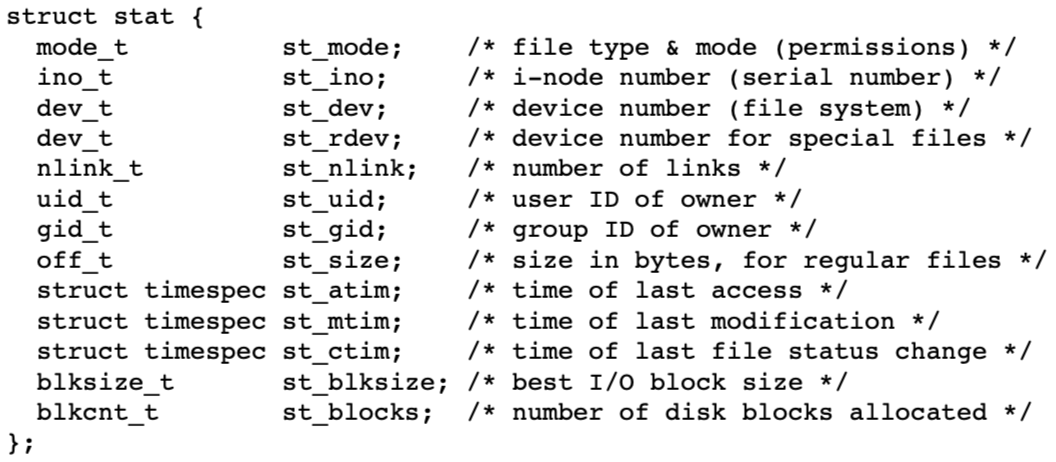 struct stat {
  mode_t          st_mode;    /* file type & mode (permissions) */
  ino_t           st_ino;     /* i-node number (serial number) */
  dev_t           st_dev;     /* device number (file system) */
  dev_t           st_rdev;    /* device number for special files */
  nlink_t         st_nlink;   /* number of links */
  uid_t           st_uid;     /* user ID of owner */
  gid_t           st_gid;     /* group ID of owner */
  off_t           st_size;    /* size in bytes, for regular files */
  struct timespec st_atim;    /* time of last access */
  struct timespec st_mtim;    /* time of last modification */
  struct timespec st_ctim;    /* time of last file status change */
  blksize_t       st_blksize; /* best I/O block size */
  blkcnt_t        st_blocks;  /* number of disk blocks allocated */
};